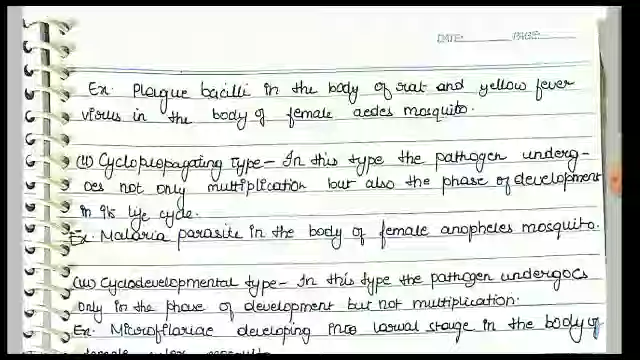 DATE: PAGE:
Ex. Plague bacilli in the body of rat and yellow fever
virus in the body of female aedes mosquito.
(ii) Cyclopropagating type - In this type the pathogen underg-
oes not only multiplication but also the phase of development
in its life cycle.
Ex. Malaria parasite in the body of female anopheles mosquito.
(iii) Cyclodevelopmental type - In this type the pathogen undergoes
only in the phase of development but not multiplication.
Ex. Microfilariae developing into larval stage in the body of
female culex mosquito